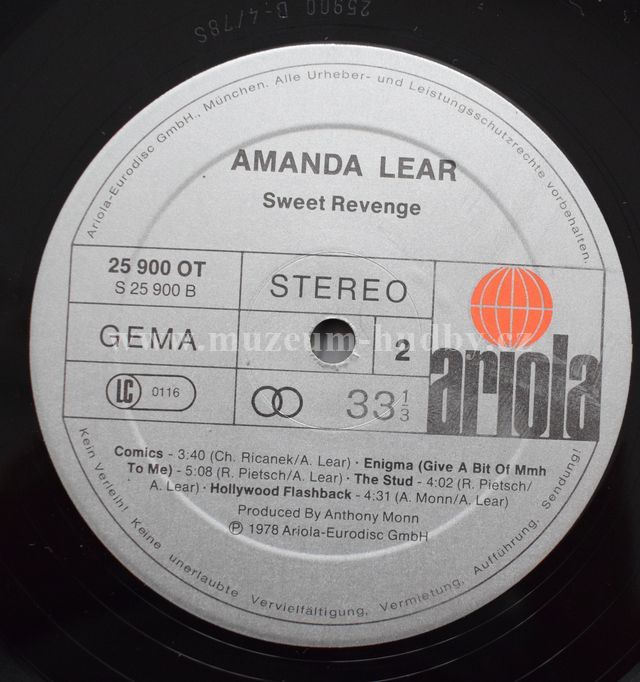 25900 B-4/78S
Ariola-Eurodisc GmbH., München. Alle Urheber- und Leistungsschutzrechte vorbehalten.
AMANDA LEAR
Sweet Revenge
25 900 OT
S 25 900 B
STEREO
GEMA
2
ariola
LC 0116
33 1/3
www.muzeum-hudby.cz
Comics - 3:40 (Ch. Ricanek/A. Lear) · Enigma (Give A Bit Of Mmh
To Me) - 5:08 (R. Pietsch/A. Lear) · The Stud - 4:02 (R. Pietsch/
A. Lear) · Hollywood Flashback - 4:31 (A. Monn/A. Lear)
Produced By Anthony Monn
℗ 1978 Ariola-Eurodisc GmbH
Kein Verleih! Keine unerlaubte Vervielfältigung, Vermietung, Aufführung, Sendung!